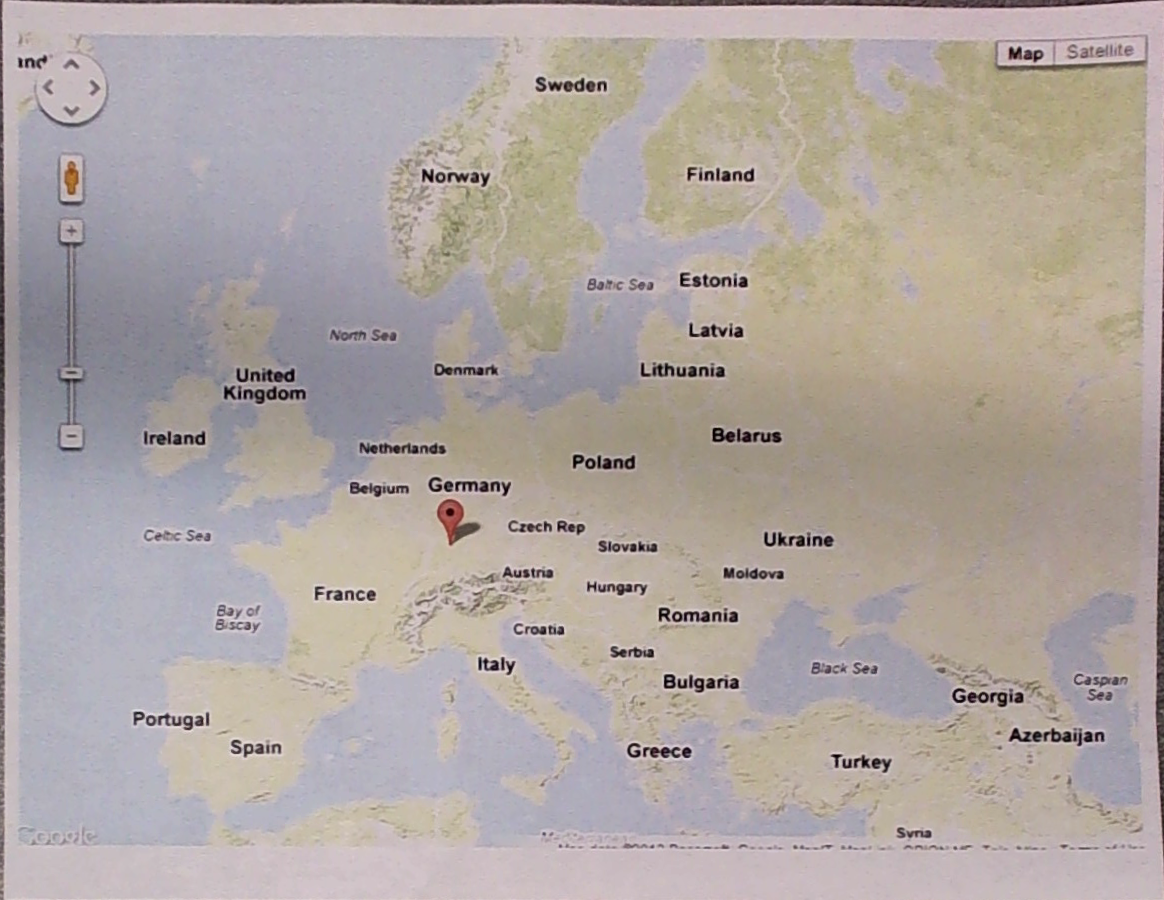 and
Map
Satellite
Sweden
Norway
Finland
Baltic Sea
Estonia
North Sea
Latvia
Denmark
Lithuania
United
Kingdom
Ireland
Belarus
Netherlands
Poland
Belgium
Germany
Celtic Sea
Czech Rep
Slovakia
Ukraine
Austria
Moldova
Hungary
France
Bay of
Biscay
Romania
Croatia
Serbia
Italy
Black Sea
Bulgaria
Caspian
Sea
Georgia
Portugal
Spain
Greece
Azerbaijan
Turkey
Google
Mediterranean
Syria